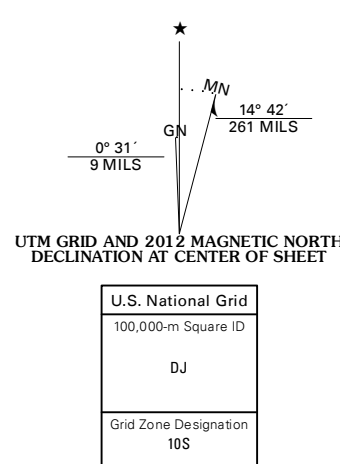 ★
MN
GN
14° 42´
261 MILS
0° 31´
9 MILS
UTM GRID AND 2012 MAGNETIC NORTH
DECLINATION AT CENTER OF SHEET
U.S. National Grid
100,000-m Square ID
DJ
Grid Zone Designation
10S